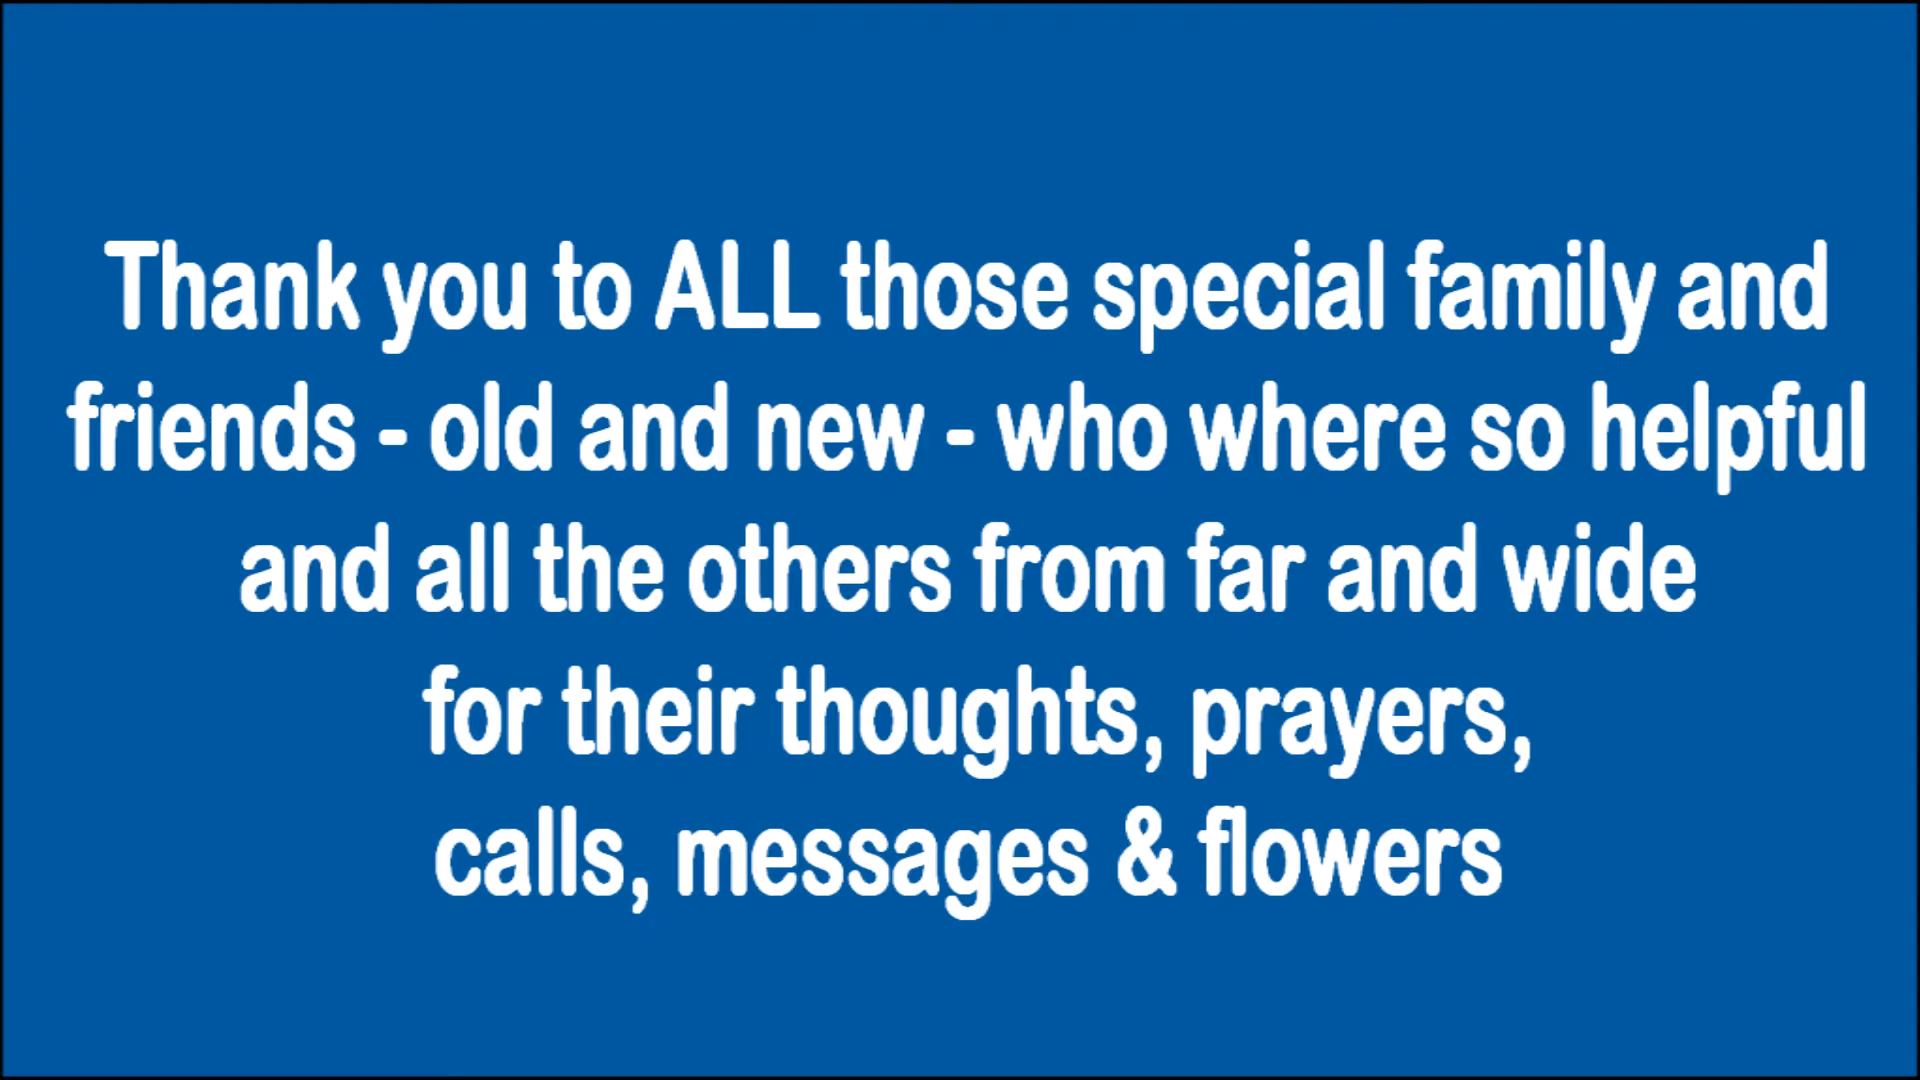 Thank you to ALL those special family and
friends - old and new - who where so helpful
and all the others from far and wide
for their thoughts, prayers,
calls, messages & flowers